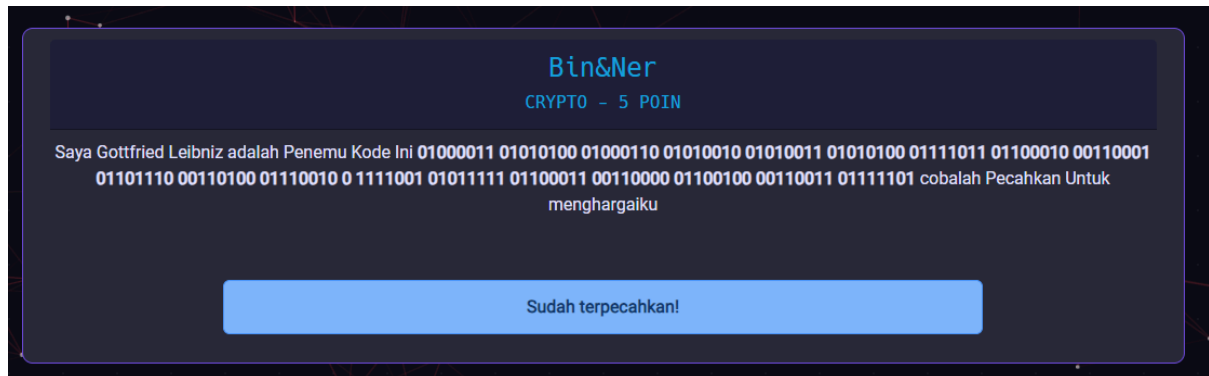 Bin&Ner
CRYPTO - 5 POIN
Saya Gottfried Leibniz adalah Penemu Kode Ini 01000011 01010100 01000110 01010010 01010011 01010100 01111011 01100010 00110001
01101110 00110100 01110010 0 1111001 01011111 01100011 00110000 01100100 00110011 01111101 cobalah Pecahkan Untuk
menghargaiku
Sudah terpecahkan!